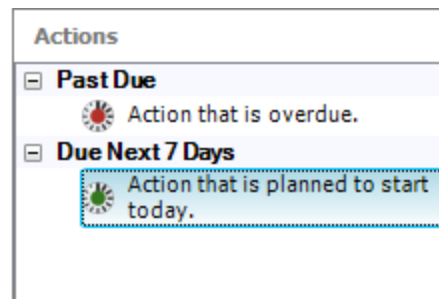 Actions
Past Due
Action that is overdue.
Due Next 7 Days
Action that is planned to start
today.